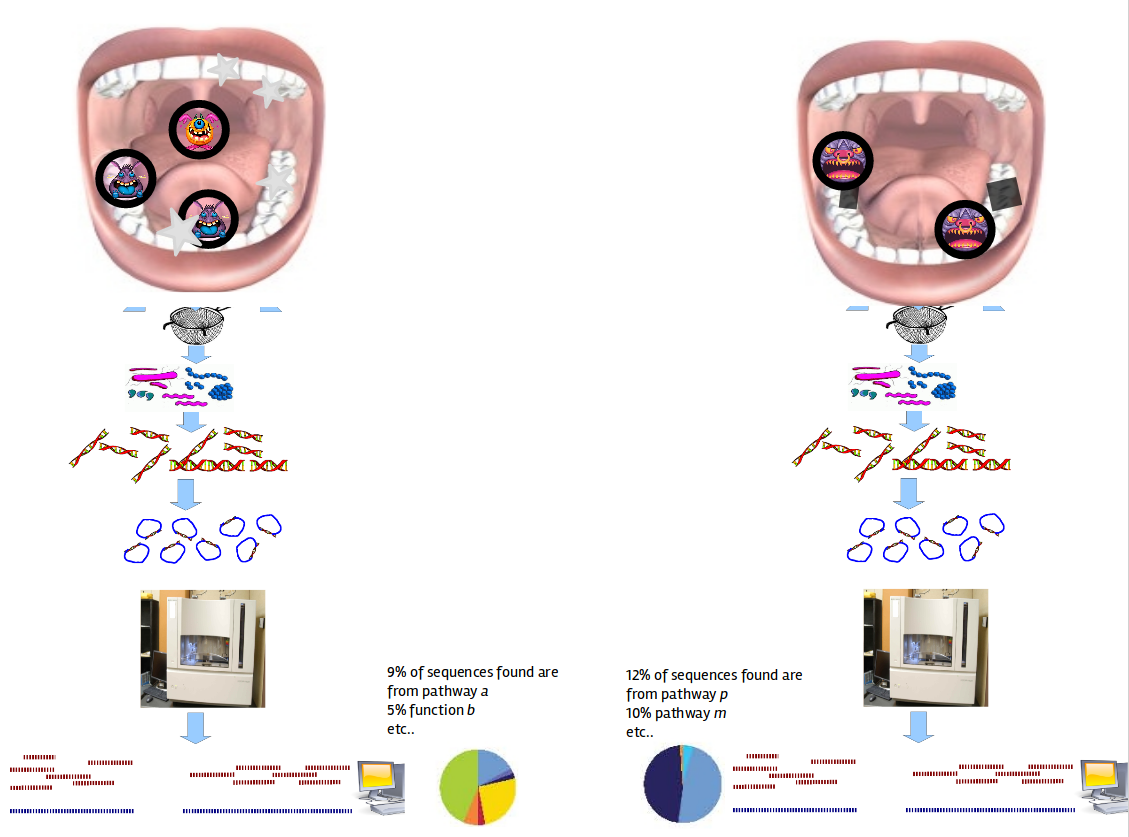 9% of sequences found are
from pathway a
5% function b
etc..
12% of sequences found are
from pathway p
10% pathway m
etc..